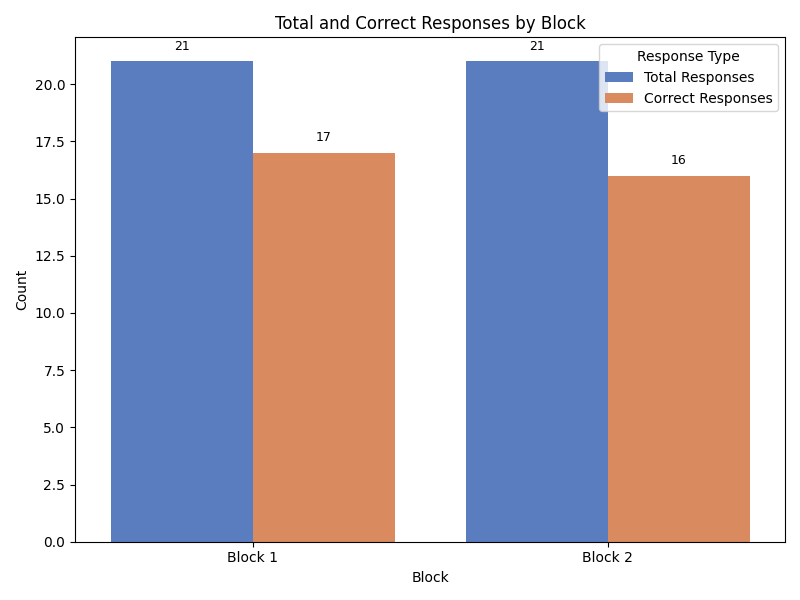 Total and Correct Responses by Block
21
21
17
16
Response Type
Total Responses
Correct Responses
20.0
17.5
15.0
12.5
10.0
7.5
5.0
2.5
0.0
Count
Block 1
Block 2
Block